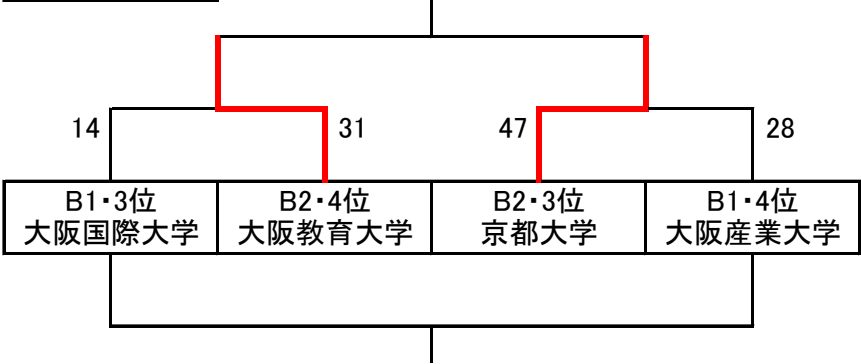 14
31
47
28
B1・3位
大阪国際大学
B2・4位
大阪教育大学
B2・3位
京都大学
B1・4位
大阪産業大学